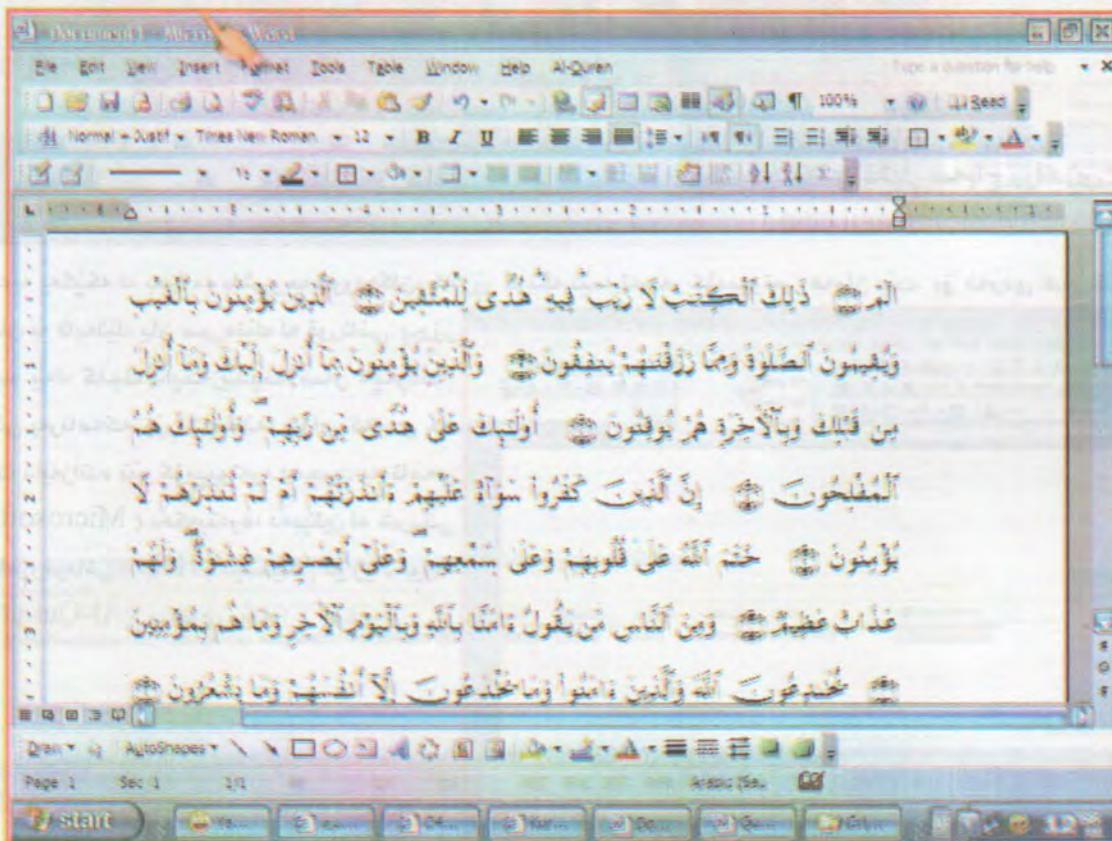 Document1 - Microsoft Word
File Edit View Insert Format Tools Table Window Help Al-Quran Type a question for help
100% Read
Normal + Justif Times New Roman 12 B I U
الٓمٓ ذَٰلِكَ ٱلْكِتَٰبُ لَا رَيْبَ فِيهِ هُدًى لِّلْمُتَّقِينَ ٱلَّذِينَ يُؤْمِنُونَ بِٱلْغَيْبِ
وَيُقِيمُونَ ٱلصَّلَوٰةَ وَمِمَّا رَزَقْنَٰهُمْ يُنفِقُونَ وَٱلَّذِينَ يُؤْمِنُونَ بِمَآ أُنزِلَ إِلَيْكَ وَمَآ أُنزِلَ
مِن قَبْلِكَ وَبِٱلْءَاخِرَةِ هُمْ يُوقِنُونَ أُو۟لَٰٓئِكَ عَلَىٰ هُدًى مِّن رَّبِّهِمْ ۖ وَأُو۟لَٰٓئِكَ هُمُ
ٱلْمُفْلِحُونَ إِنَّ ٱلَّذِينَ كَفَرُوا۟ سَوَآءٌ عَلَيْهِمْ ءَأَنذَرْتَهُمْ أَمْ لَمْ تُنذِرْهُمْ لَا
يُؤْمِنُونَ خَتَمَ ٱللَّهُ عَلَىٰ قُلُوبِهِمْ وَعَلَىٰ سَمْعِهِمْ ۖ وَعَلَىٰٓ أَبْصَٰرِهِمْ غِشَٰوَةٌ ۖ وَلَهُمْ
عَذَابٌ عَظِيمٌ وَمِنَ ٱلنَّاسِ مَن يَقُولُ ءَامَنَّا بِٱللَّهِ وَبِٱلْيَوْمِ ٱلْءَاخِرِ وَمَا هُم بِمُؤْمِنِينَ
يُخَٰدِعُونَ ٱللَّهَ وَٱلَّذِينَ ءَامَنُوا۟ وَمَا يَخْدَعُونَ إِلَّآ أَنفُسَهُمْ وَمَا يَشْعُرُونَ
Draw AutoShapes
Page 1 Sec 1 1/1 Arabic (Sa...
start